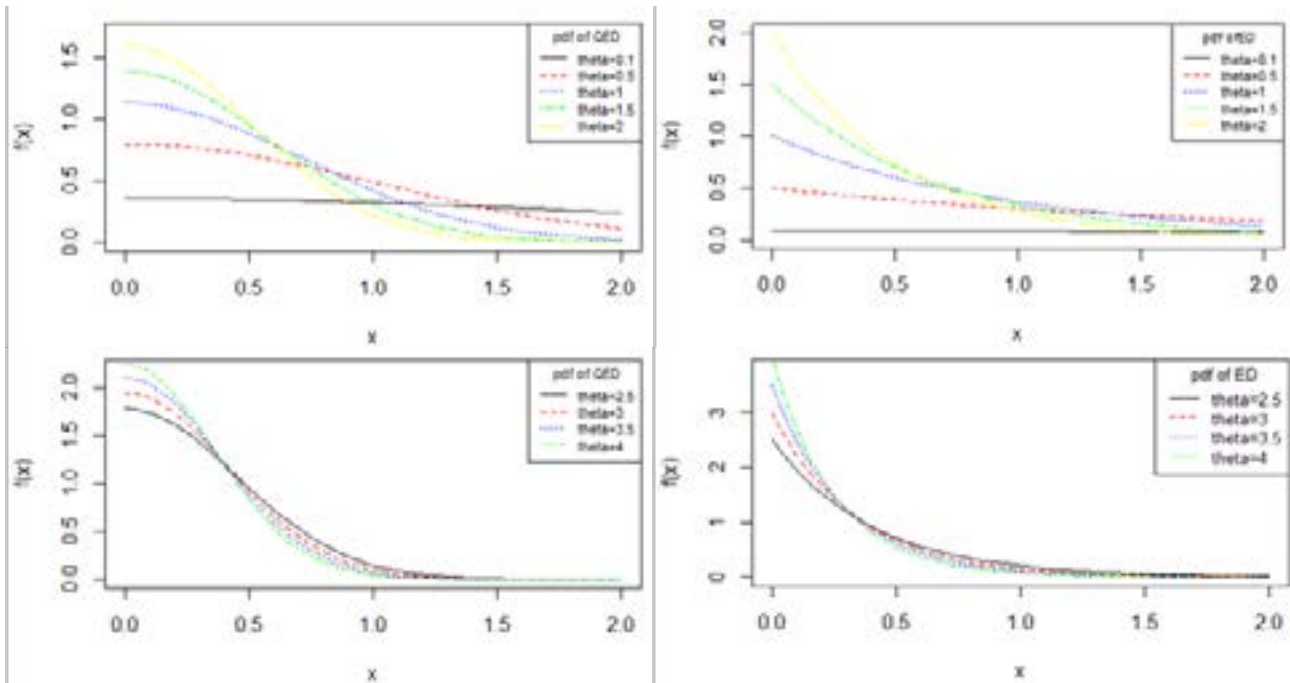 pdf of QED
theta=0.1
theta=0.5
theta=1
theta=1.5
theta=2
f(x)
0.0 0.5 1.0 1.5
0.0 0.5 1.0 1.5 2.0
x
pdf ofED
theta=0.1
theta=0.5
theta=1
theta=1.5
theta=2
f(x)
0.0 0.5 1.0 1.5 2.0
0.0 0.5 1.0 1.5 2.0
x
pdf of QED
theta=2.5
theta=3
theta=3.5
theta=4
f(x)
0.0 0.5 1.0 1.5 2.0
0.0 0.5 1.0 1.5 2.0
x
pdf of ED
theta=2.5
theta=3
theta=3.5
theta=4
f(x)
0 1 2 3
0.0 0.5 1.0 1.5 2.0
x